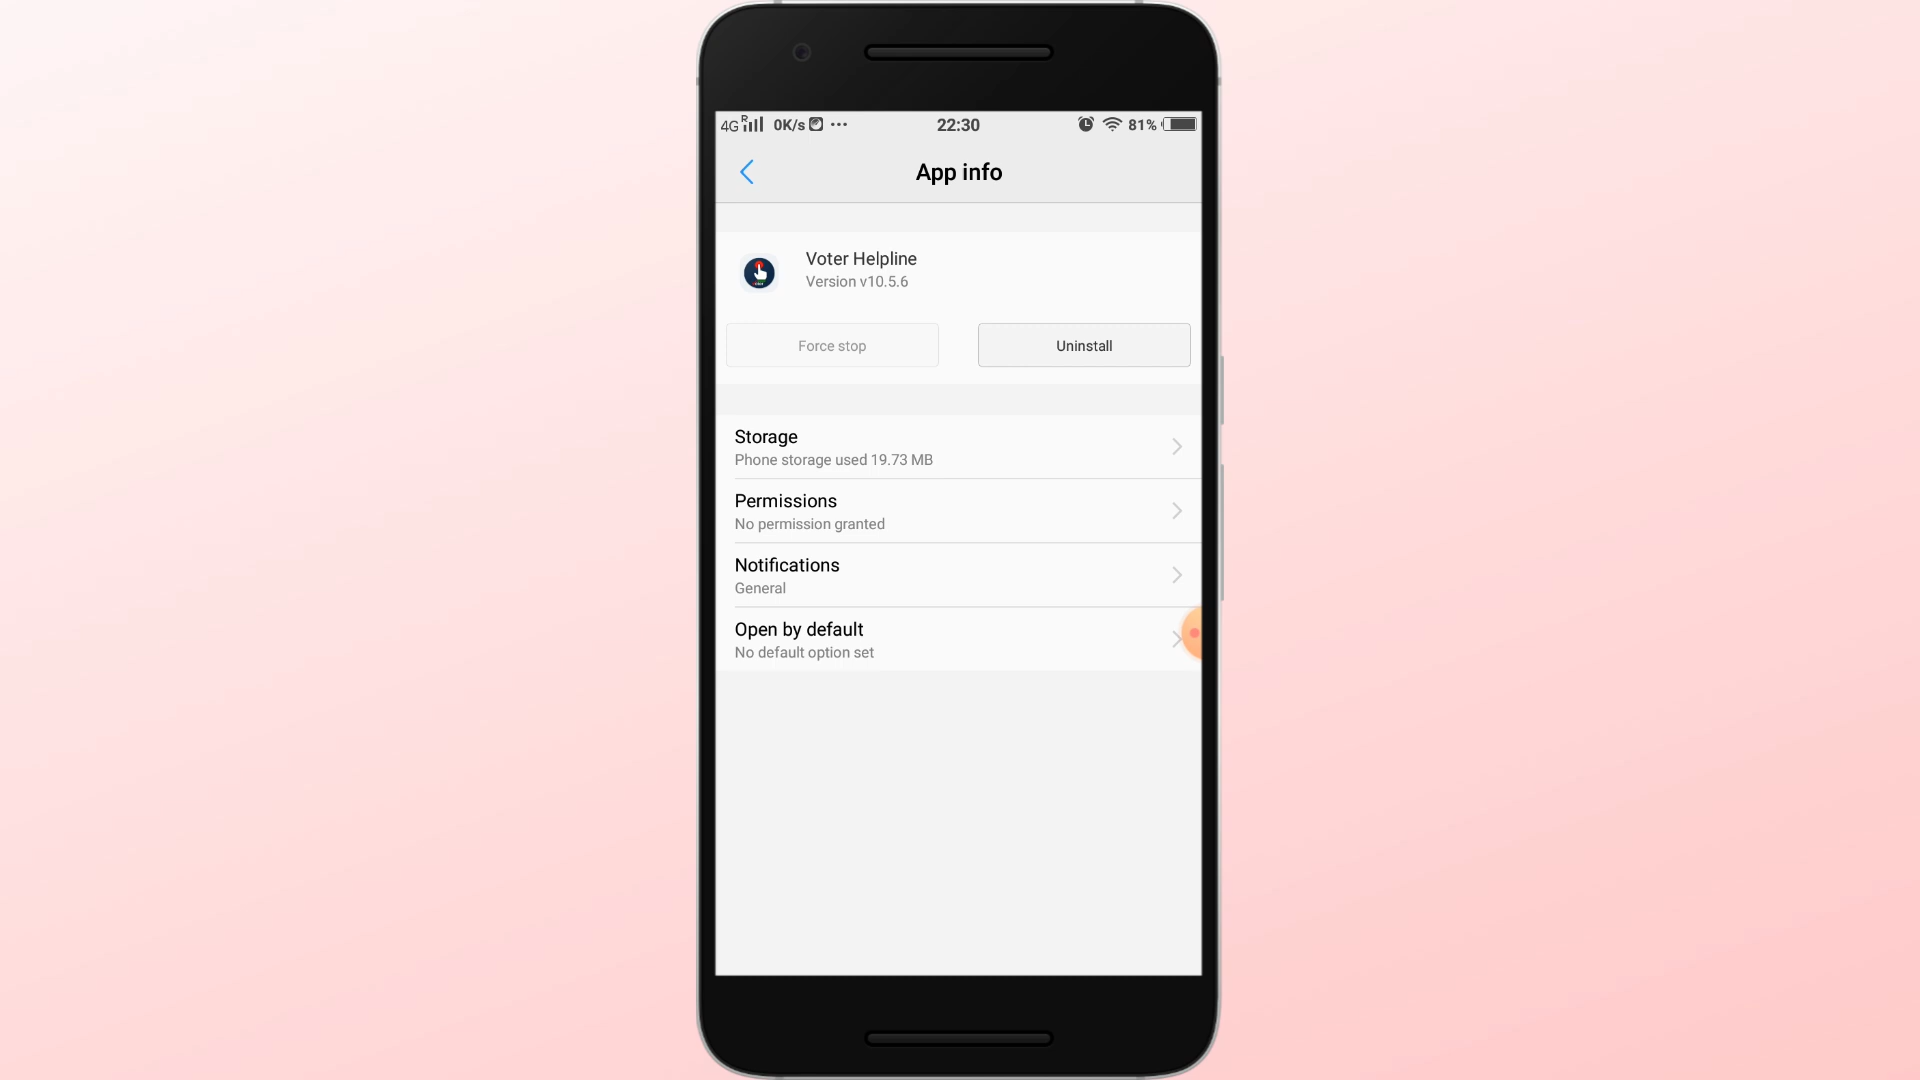 4G R 0K/s 22:30 81%
App info
Voter Helpline
Version v10.5.6
Force stop
Uninstall
Storage
Phone storage used 19.73 MB
Permissions
No permission granted
Notifications
General
Open by default
No default option set